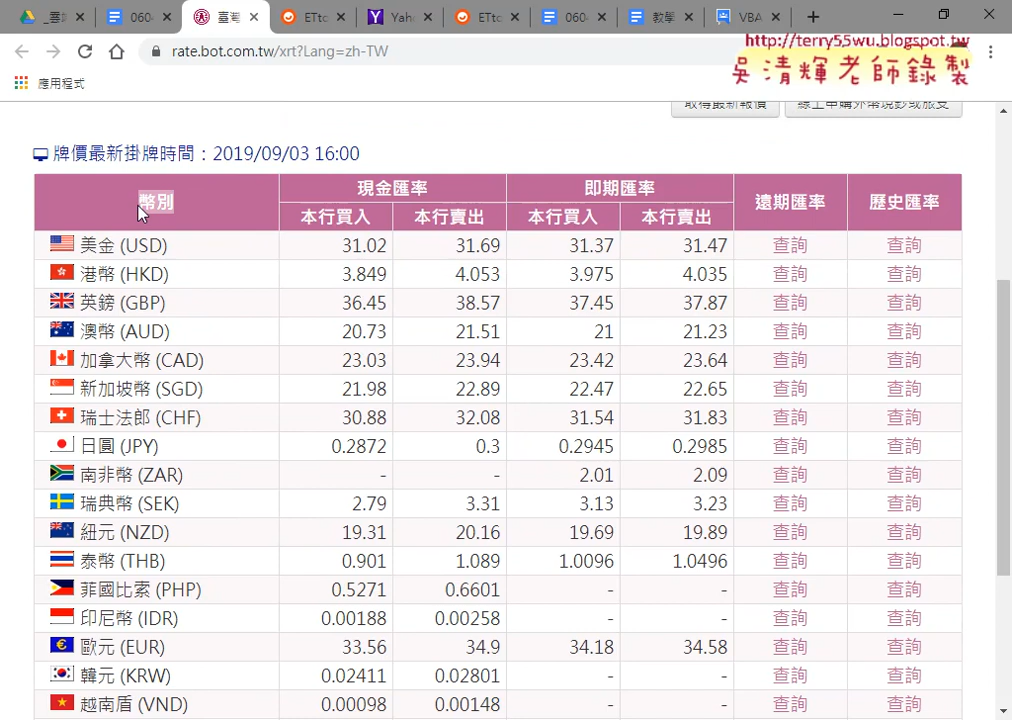 _雲端
060
臺灣
ETtc
Yah
ETtc
060
教學
VBA
rate.bot.com.tw/xrt?Lang=zh-TW
http://terry55wu.blogspot.tw
吳清輝老師錄製
應用程式
取得最新報價 線上申購外幣現鈔或旅支
牌價最新掛牌時間：2019/09/03 16:00
幣別 現金匯率 即期匯率 遠期匯率 歷史匯率
本行買入 本行賣出 本行買入 本行賣出
美金 (USD) 31.02 31.69 31.37 31.47 查詢 查詢
港幣 (HKD) 3.849 4.053 3.975 4.035 查詢 查詢
英鎊 (GBP) 36.45 38.57 37.45 37.87 查詢 查詢
澳幣 (AUD) 20.73 21.51 21 21.23 查詢 查詢
加拿大幣 (CAD) 23.03 23.94 23.42 23.64 查詢 查詢
新加坡幣 (SGD) 21.98 22.89 22.47 22.65 查詢 查詢
瑞士法郎 (CHF) 30.88 32.08 31.54 31.83 查詢 查詢
日圓 (JPY) 0.2872 0.3 0.2945 0.2985 查詢 查詢
南非幣 (ZAR) - - 2.01 2.09 查詢 查詢
瑞典幣 (SEK) 2.79 3.31 3.13 3.23 查詢 查詢
紐元 (NZD) 19.31 20.16 19.69 19.89 查詢 查詢
泰幣 (THB) 0.901 1.089 1.0096 1.0496 查詢 查詢
菲國比索 (PHP) 0.5271 0.6601 - - 查詢 查詢
印尼幣 (IDR) 0.00188 0.00258 - - 查詢 查詢
歐元 (EUR) 33.56 34.9 34.18 34.58 查詢 查詢
韓元 (KRW) 0.02411 0.02801 - - 查詢 查詢
越南盾 (VND) 0.00098 0.00148 - - 查詢 查詢